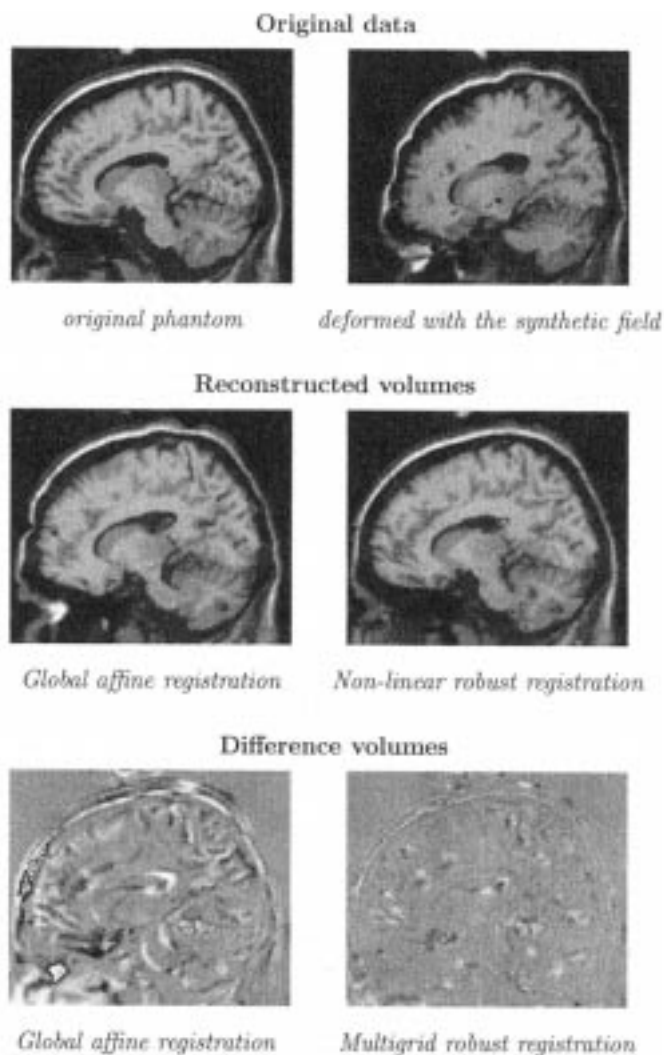 Original data
original phantom
deformed with the synthetic field
Reconstructed volumes
Global affine registration
Non-linear robust registration
Difference volumes
Global affine registration
Multigrid robust registration